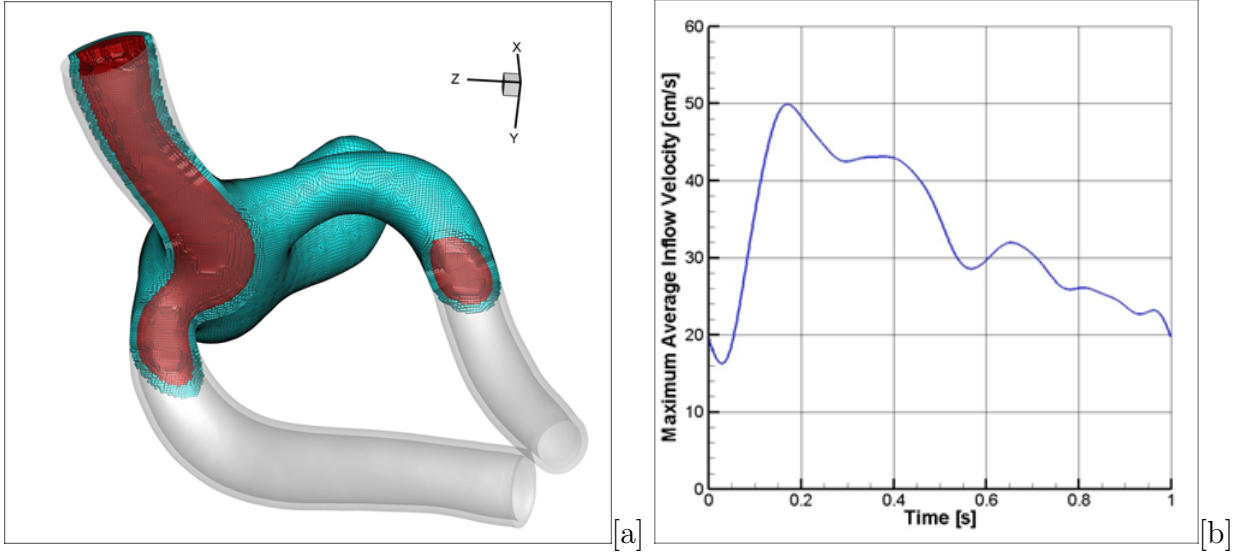 X
Z
Y
[a]
Maximum Average Inflow Velocity [cm/s]
60
50
40
30
20
10
0
0 0.2 0.4 0.6 0.8 1
Time [s]
[b]